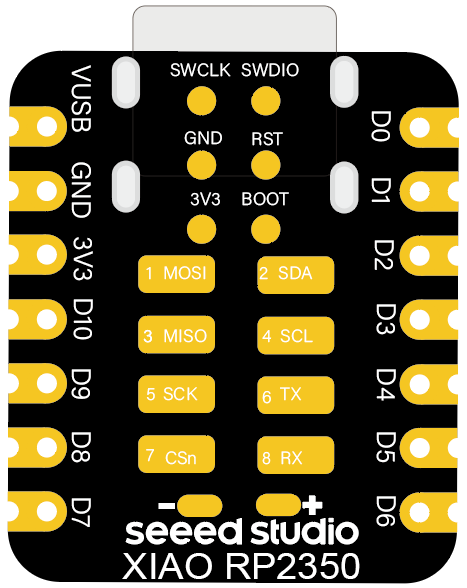 SWCLK SWDIO
VUSB
D0
GND RST
GND
D1
3V3 BOOT
3V3
D2
1 MOSI
2 SDA
D10
D3
3 MISO
4 SCL
D9
D4
5 SCK
6 TX
D8
D5
7 CSn
8 RX
D7
D6
- +
seeed studio
XIAO RP2350